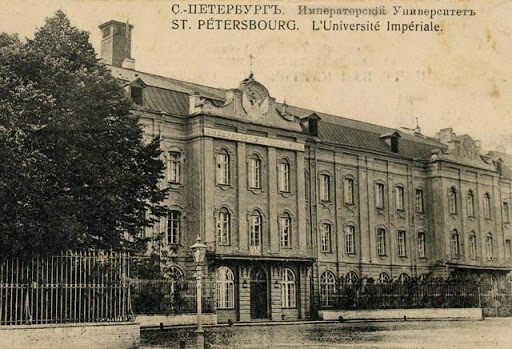 С.-ПЕТЕРБУРГЪ. Императорскій Университетъ
ST. PÉTERSBOURG. L'Université Impériale.